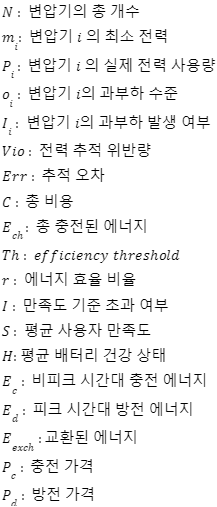 N : 변압기의 총 개수
m_i : 변압기 i 의 최소 전력
P_i : 변압기 i 의 실제 전력 사용량
o_i : 변압기 i의 과부하 수준
I_i : 변압기 i의 과부하 발생 여부
Vio : 전력 추적 위반량
Err : 추적 오차
C : 총 비용
E_ch : 총 충전된 에너지
Th : efficiency threshold
r : 에너지 효율 비율
I : 만족도 기준 초과 여부
S : 평균 사용자 만족도
H: 평균 배터리 건강 상태
E_c : 비피크 시간대 충전 에너지
E_d : 피크 시간대 방전 에너지
E_exch :교환된 에너지
P_c : 충전 가격
P_d : 방전 가격